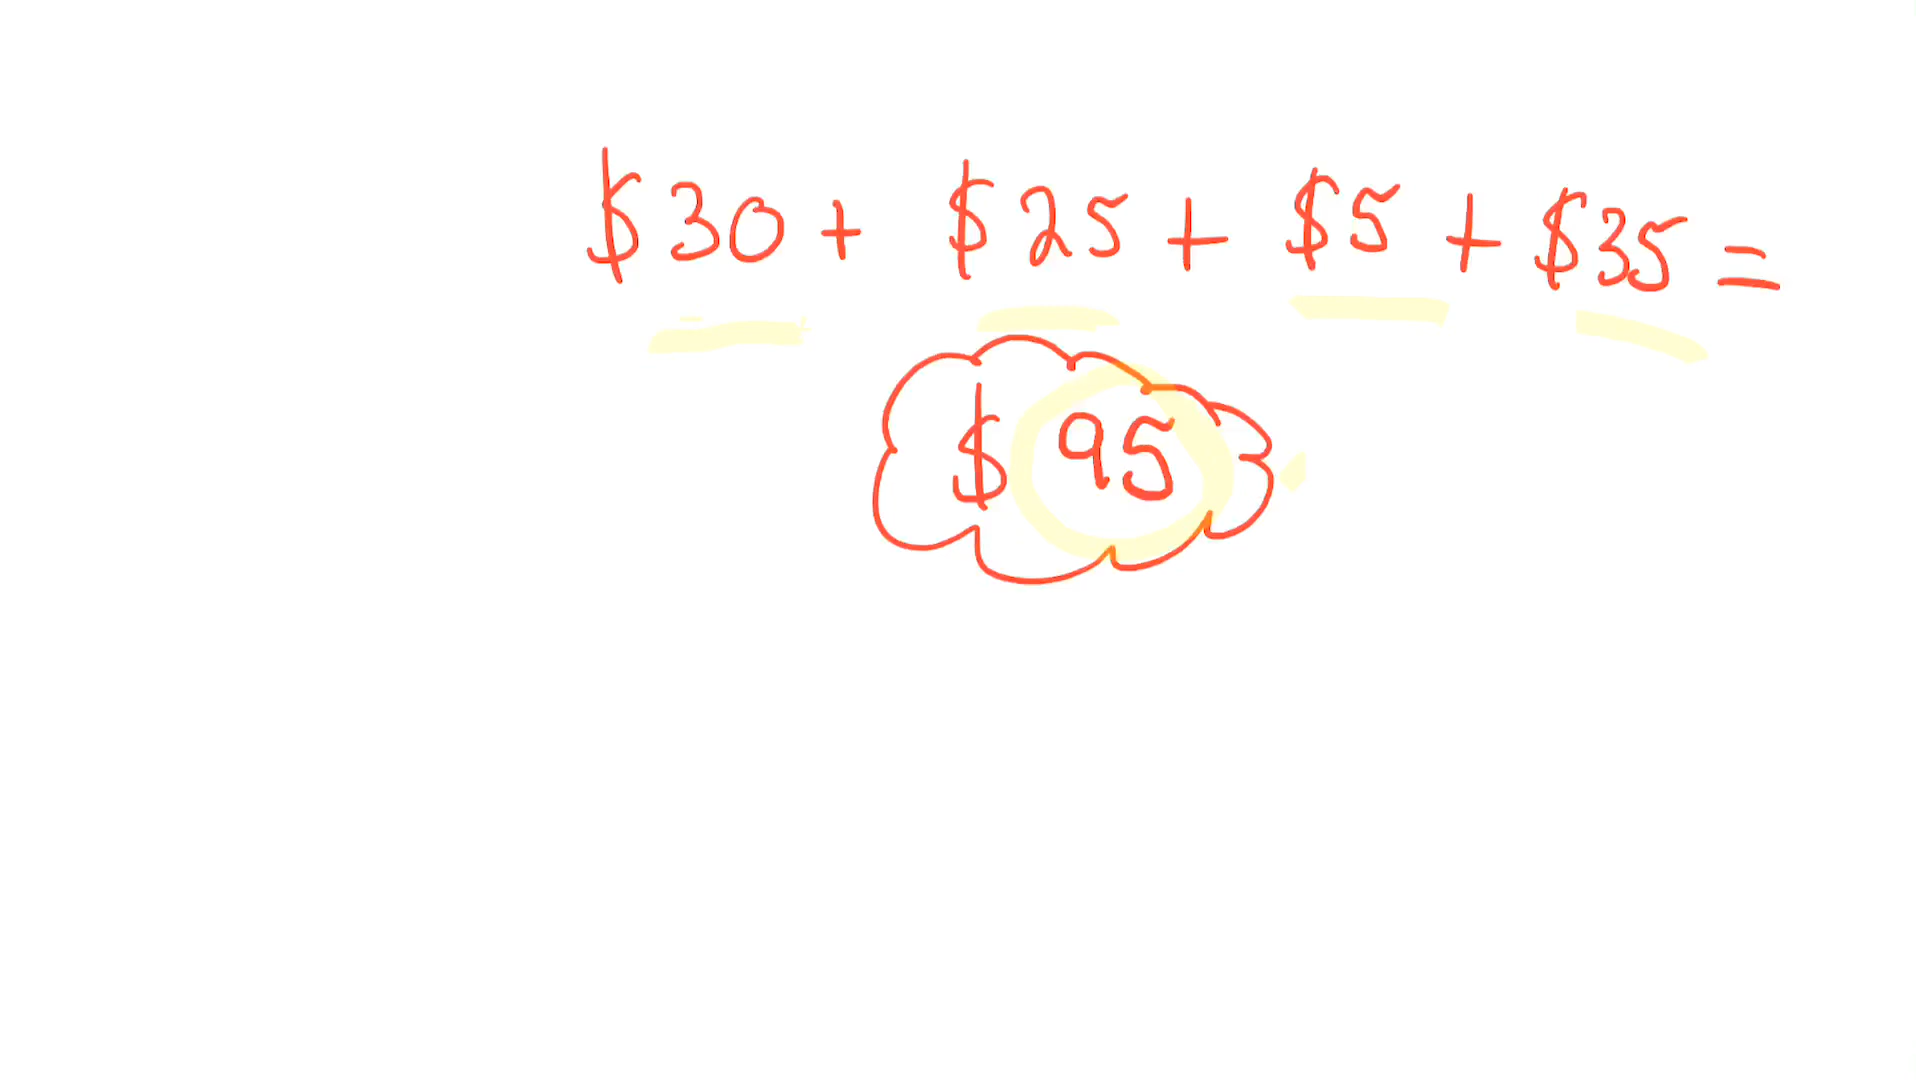 $30 + $25 + $5 + $35 =
$ 95